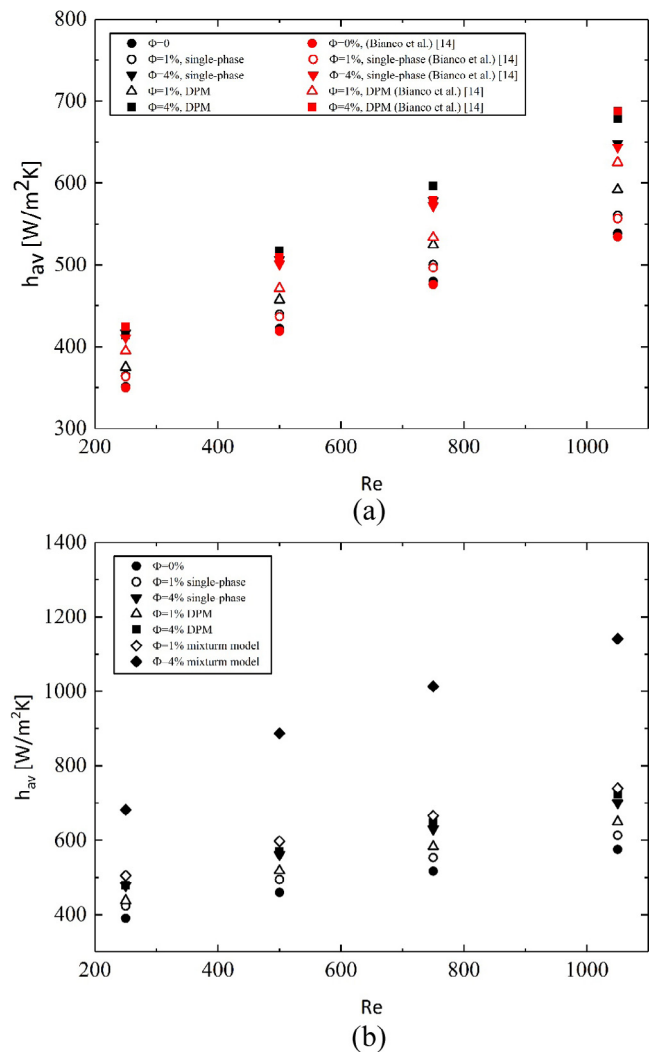 800
700
600
500
400
300
h_av [W/m²K]
Φ=0
Φ=1%, single-phase
Φ=4%, single-phase
Φ=1%, DPM
Φ=4%, DPM
Φ=0%, (Bianco et al.) [14]
Φ=1%, single-phase (Bianco et al.) [14]
Φ=4%, single-phase (Bianco et al.) [14]
Φ=1%, DPM (Bianco et al.) [14]
Φ=4%, DPM (Bianco et al.) [14]
200 400 600 800 1000
Re
(a)
1400
1200
1000
800
600
400
h_av [W/m²K]
Φ=0%
Φ=1% single-phase
Φ=4% single-phase
Φ=1% DPM
Φ=4% DPM
Φ=1% mixturm model
Φ=4% mixturm model
200 400 600 800 1000
Re
(b)